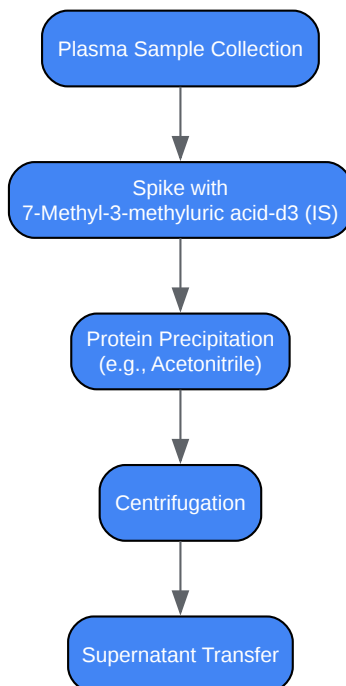 Plasma Sample Collection
Spike with
7-Methyl-3-methyluric acid-d3 (IS)
Protein Precipitation
(e.g., Acetonitrile)
Centrifugation
Supernatant Transfer